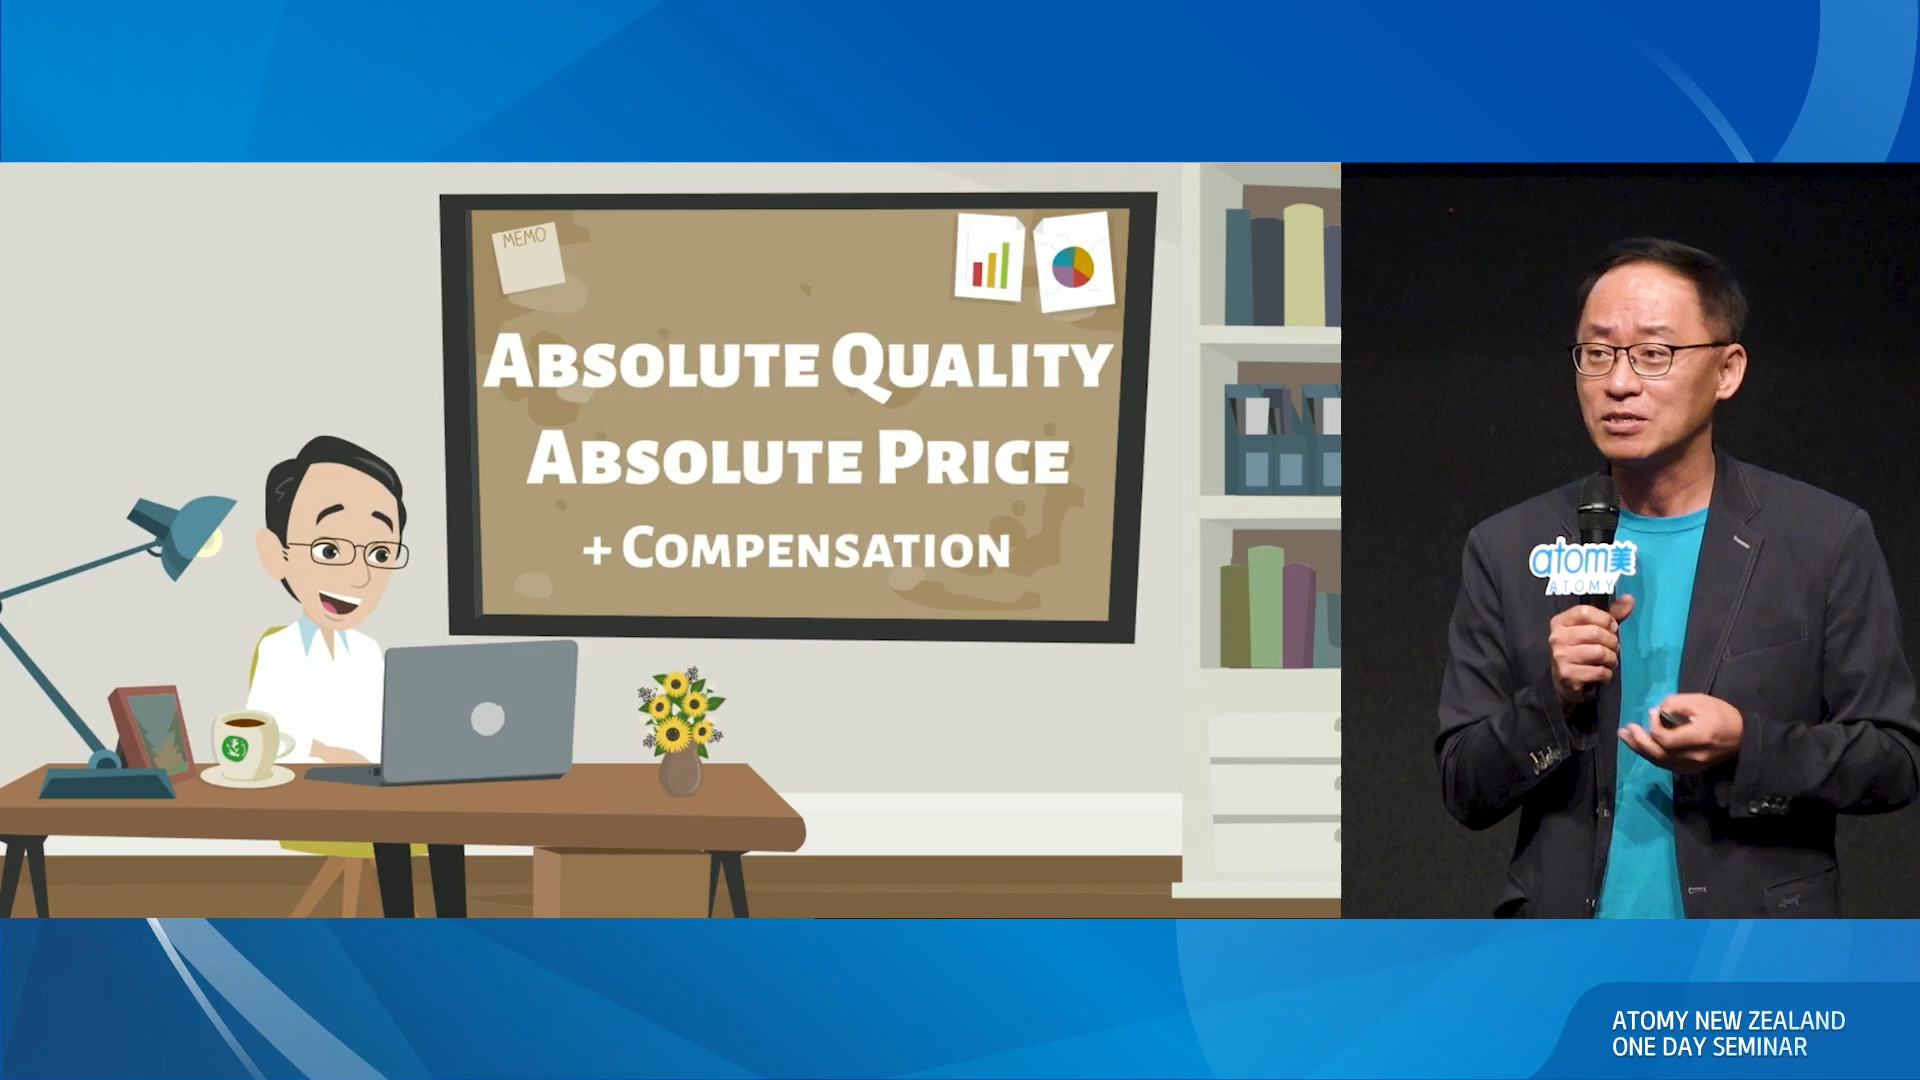 MEMO
ABSOLUTE QUALITY
ABSOLUTE PRICE
+ COMPENSATION
atom美
ATOMY
ATOMY NEW ZEALAND
ONE DAY SEMINAR